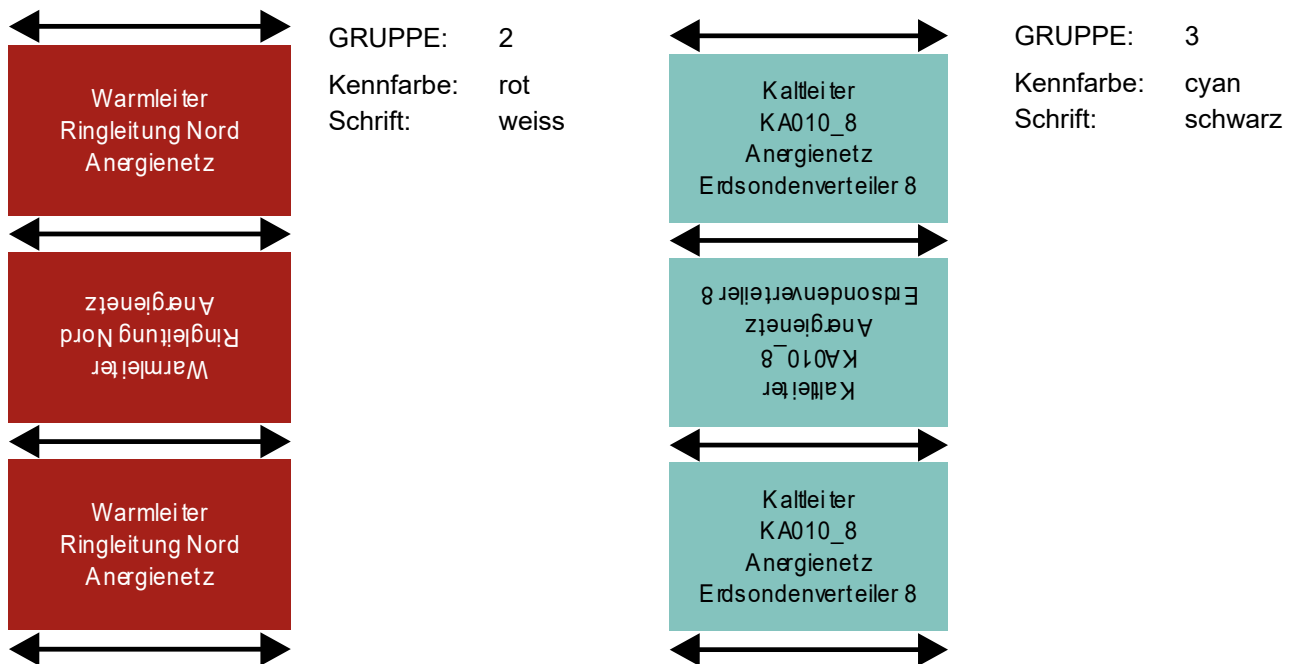 Warmleiter
Ringleitung Nord
Anergienetz
Warmleiter
Ringleitung Nord
Anergienetz
Warmleiter
Ringleitung Nord
Anergienetz
GRUPPE: 2
Kennfarbe: rot
Schrift: weiss
Kaltleiter
KA010_8
Anergienetz
Erdsondenverteiler 8
Kaltleiter
KA010_8
Anergienetz
Erdsondenverteiler 8
Kaltleiter
KA010_8
Anergienetz
Erdsondenverteiler 8
GRUPPE: 3
Kennfarbe: cyan
Schrift: schwarz